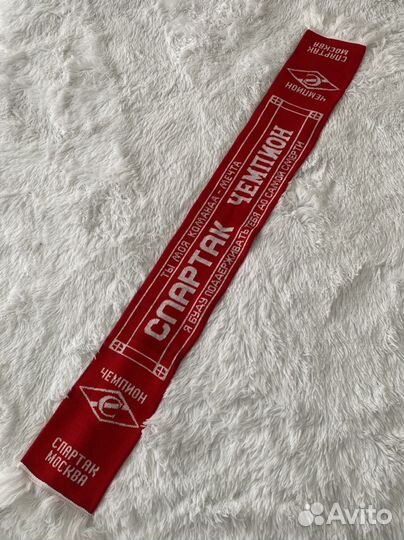 СПАРТАК
МОСКВА
ЧЕМПИОН
ТЫ МОЯ КОМАНДА - МЕЧТА
СПАРТАК ЧЕМПИОН
Я БУДУ ПОДДЕРЖИВАТЬ ТЕБЯ ДО САМОЙ СМЕРТИ
ЧЕМПИОН
СПАРТАК
МОСКВА
Avito